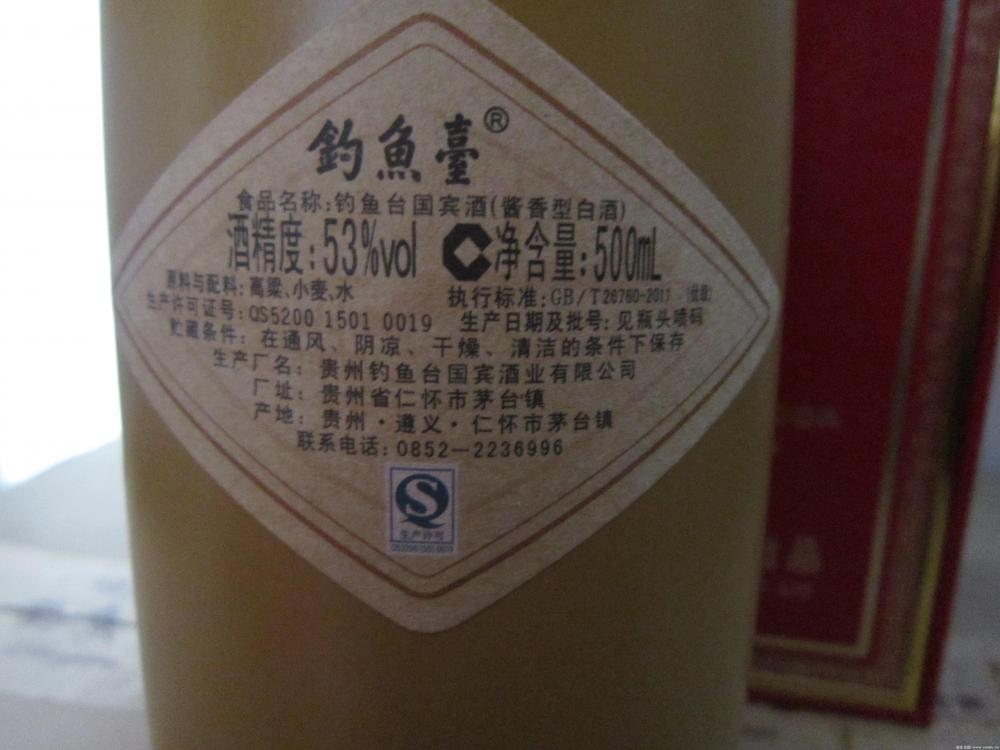 釣魚臺®
食品名称:钓鱼台国宾酒(酱香型白酒)
酒精度:53%vol C净含量:500mL
原料与配料:高粱、小麦、水 执行标准:GB/T26760-2011 (优级)
生产许可证号:QS5200 1501 0019 生产日期及批号:见瓶头喷码
贮藏条件:在通风、阴凉、干燥、清洁的条件下保存
生产厂名:贵州钓鱼台国宾酒业有限公司
厂址:贵州省仁怀市茅台镇
产地:贵州·遵义·仁怀市茅台镇
联系电话:0852—2236996
QS
生产许可
QS5200 1501 0019